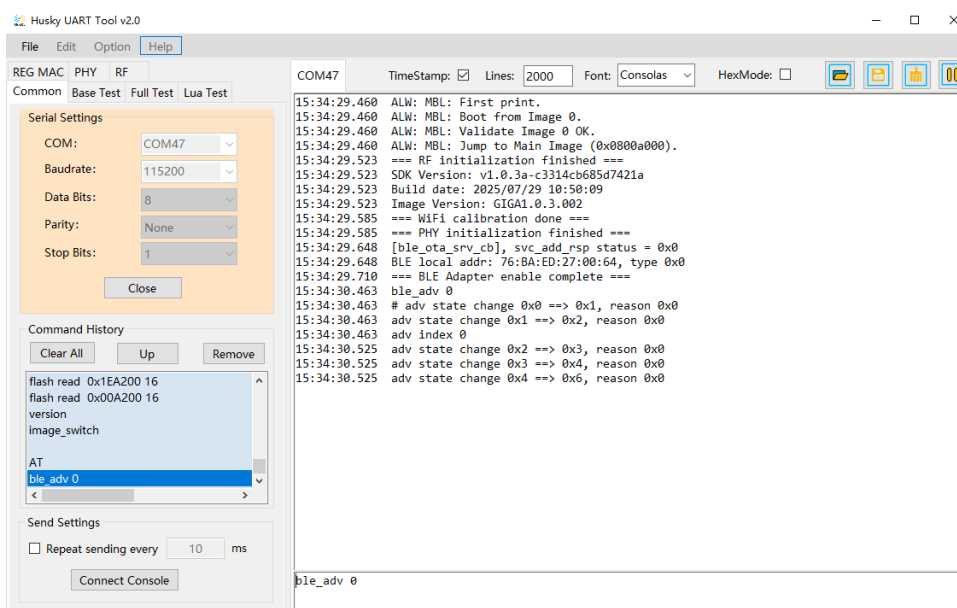 Husky UART Tool v2.0
File Edit Option Help
REG MAC PHY RF
Common Base Test Full Test Lua Test
Serial Settings
COM: COM47
Baudrate: 115200
Data Bits: 8
Parity: None
Stop Bits: 1
Close
Command History
Clear All Up Remove
flash read 0x1EA200 16
flash read 0x00A200 16
version
image_switch
AT
ble_adv 0
Send Settings
Repeat sending every 10 ms
Connect Console
COM47 TimeStamp: Lines: 2000 Font: Consolas HexMode:
15:34:29.460 ALW: MBL: First print.
15:34:29.460 ALW: MBL: Boot from Image 0.
15:34:29.460 ALW: MBL: Validate Image 0 OK.
15:34:29.460 ALW: MBL: Jump to Main Image (0x0800a000).
15:34:29.523 === RF initialization finished ===
15:34:29.523 SDK Version: v1.0.3a-c3314cb685d7421a
15:34:29.523 Build date: 2025/07/29 10:50:09
15:34:29.523 Image Version: GIGA1.0.3.002
15:34:29.585 === WiFi calibration done ===
15:34:29.585 === PHY initialization finished ===
15:34:29.648 [ble_ota_srv_cb], svc_add_rsp status = 0x0
15:34:29.648 BLE local addr: 76:BA:ED:27:00:64, type 0x0
15:34:29.710 === BLE Adapter enable complete ===
15:34:30.463 ble_adv 0
15:34:30.463 # adv state change 0x0 ==> 0x1, reason 0x0
15:34:30.463 adv state change 0x1 ==> 0x2, reason 0x0
15:34:30.463 adv index 0
15:34:30.525 adv state change 0x2 ==> 0x3, reason 0x0
15:34:30.525 adv state change 0x3 ==> 0x4, reason 0x0
15:34:30.525 adv state change 0x4 ==> 0x6, reason 0x0
ble_adv 0